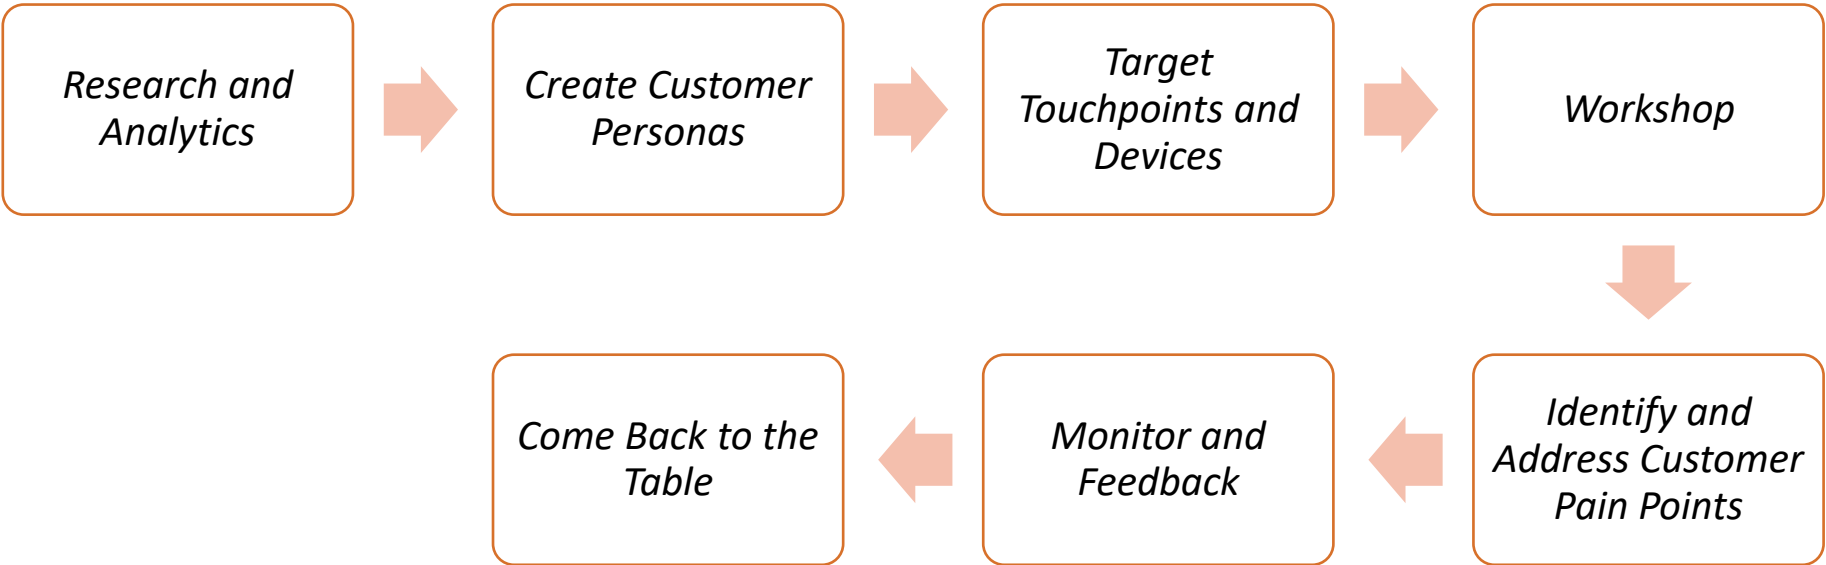 Research and
Analytics
Create Customer
Personas
Target
Touchpoints and
Devices
Workshop
Identify and
Address Customer
Pain Points
Monitor and
Feedback
Come Back to the
Table